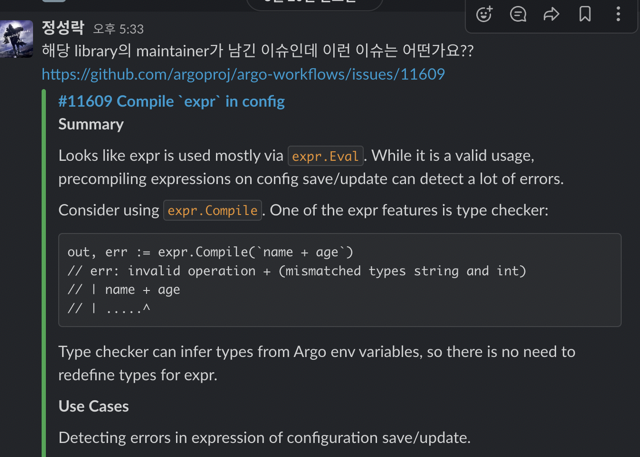 정성락 오후 5:33
해당 library의 maintainer가 남긴 이슈인데 이런 이슈는 어떤가요??
https://github.com/argoproj/argo-workflows/issues/11609
#11609 Compile `expr` in config
Summary
Looks like expr is used mostly via expr.Eval. While it is a valid usage,
precompiling expressions on config save/update can detect a lot of errors.
Consider using expr.Compile. One of the expr features is type checker:
out, err := expr.Compile(`name + age`)
// err: invalid operation + (mismatched types string and int)
// | name + age
// | .....^
Type checker can infer types from Argo env variables, so there is no need to
redefine types for expr.
Use Cases
Detecting errors in expression of configuration save/update.